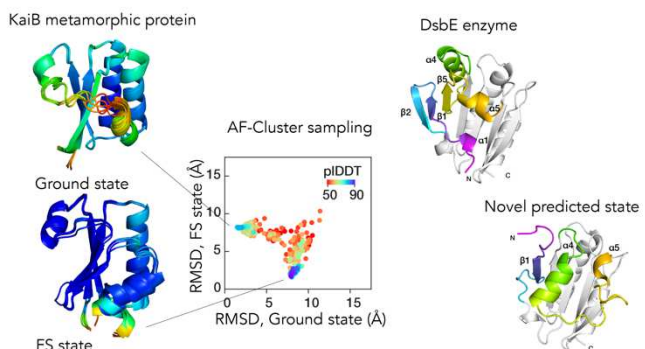 KaiB metamorphic protein
DsbE enzyme
α4
β5
β2
β1
α5
α1
N
C
AF-Cluster sampling
Ground state
plDDT
50 90
RMSD, FS state (Å)
15
10
5
0
0 5 10 15
RMSD, Ground state (Å)
FS state
Novel predicted state
N
α4
α5
β1
C